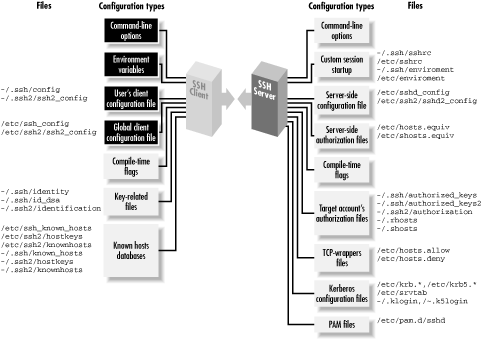 Files
Configuration types
Configuration types
Files
Command-line
options
Environment
variables
-/.ssh/config
-/.ssh2/ssh2_config
User's client
configuration file
/etc/ssh_config
/etc/ssh2/ssh2_config
Global client
configuration file
Compile-time
flags
-/.ssh/identity
-/.ssh/id_dsa
-/.ssh2/identification
Key-related
files
/etc/ssh_known_hosts
/etc/ssh2/hostkeys
/etc/ssh2/knownhosts
-/.ssh/known_hosts
-/.ssh2/hostkeys
-/.ssh2/knownhosts
Known hosts
databases
SSH
Client
SSH
Server
Command-line
options
Custom session
startup
-/.ssh/sshrc
/etc/sshrc
-/.ssh/enviroment
/etc/enviroment
Server-side
configuration file
/etc/sshd_config
/etc/ssh2/sshd2_config
Server-side
authorization files
/etc/hosts.equiv
/etc/shosts.equiv
Compile-time
flags
Target account's
authorization files
-/.ssh/authorized_keys
-/.ssh/authorized_keys2
-/.ssh2/authorization
-/.rhosts
-/.shosts
TCP-wrappers
files
/etc/hosts.allow
/etc/hosts.deny
Kerberos
configuration files
/etc/krb.*,/etc/krb5.*
/etc/srvtab
-/.klogin,/~.k5login
PAM files
/etc/pam.d/sshd